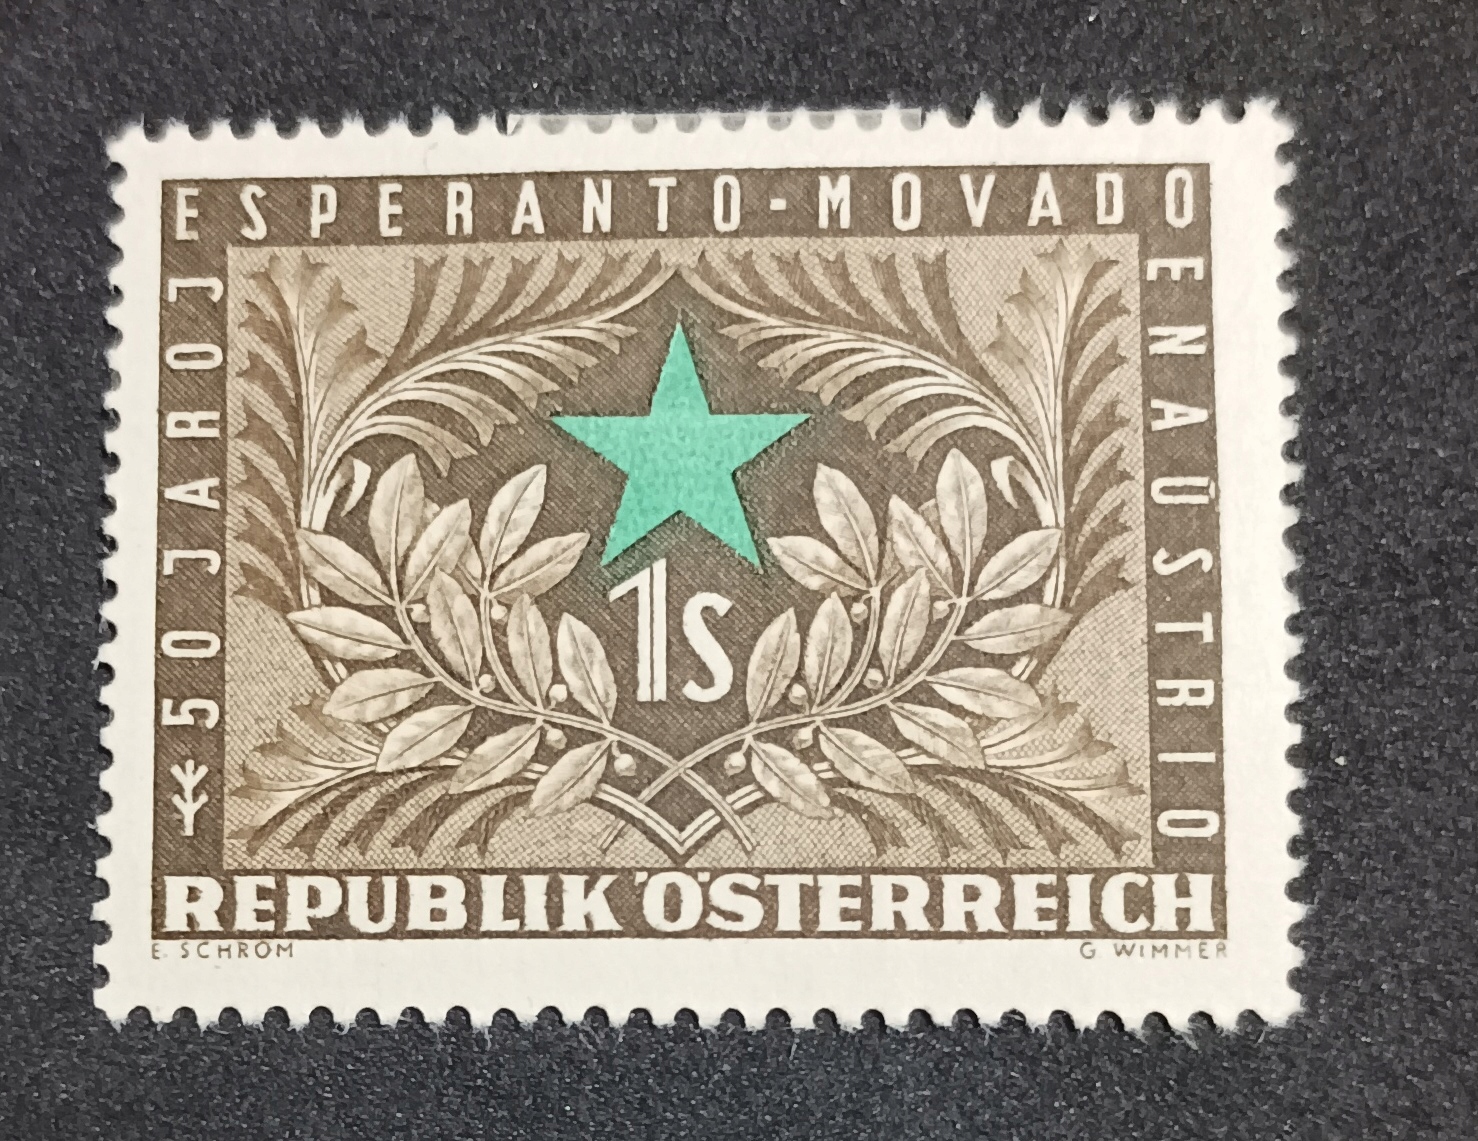 50 JAROJ
ESPERANTO-MOVADO
EN AŬSTRIO
1S
REPUBLIK ÖSTERREICH
E. SCHROM
G. WIMMER